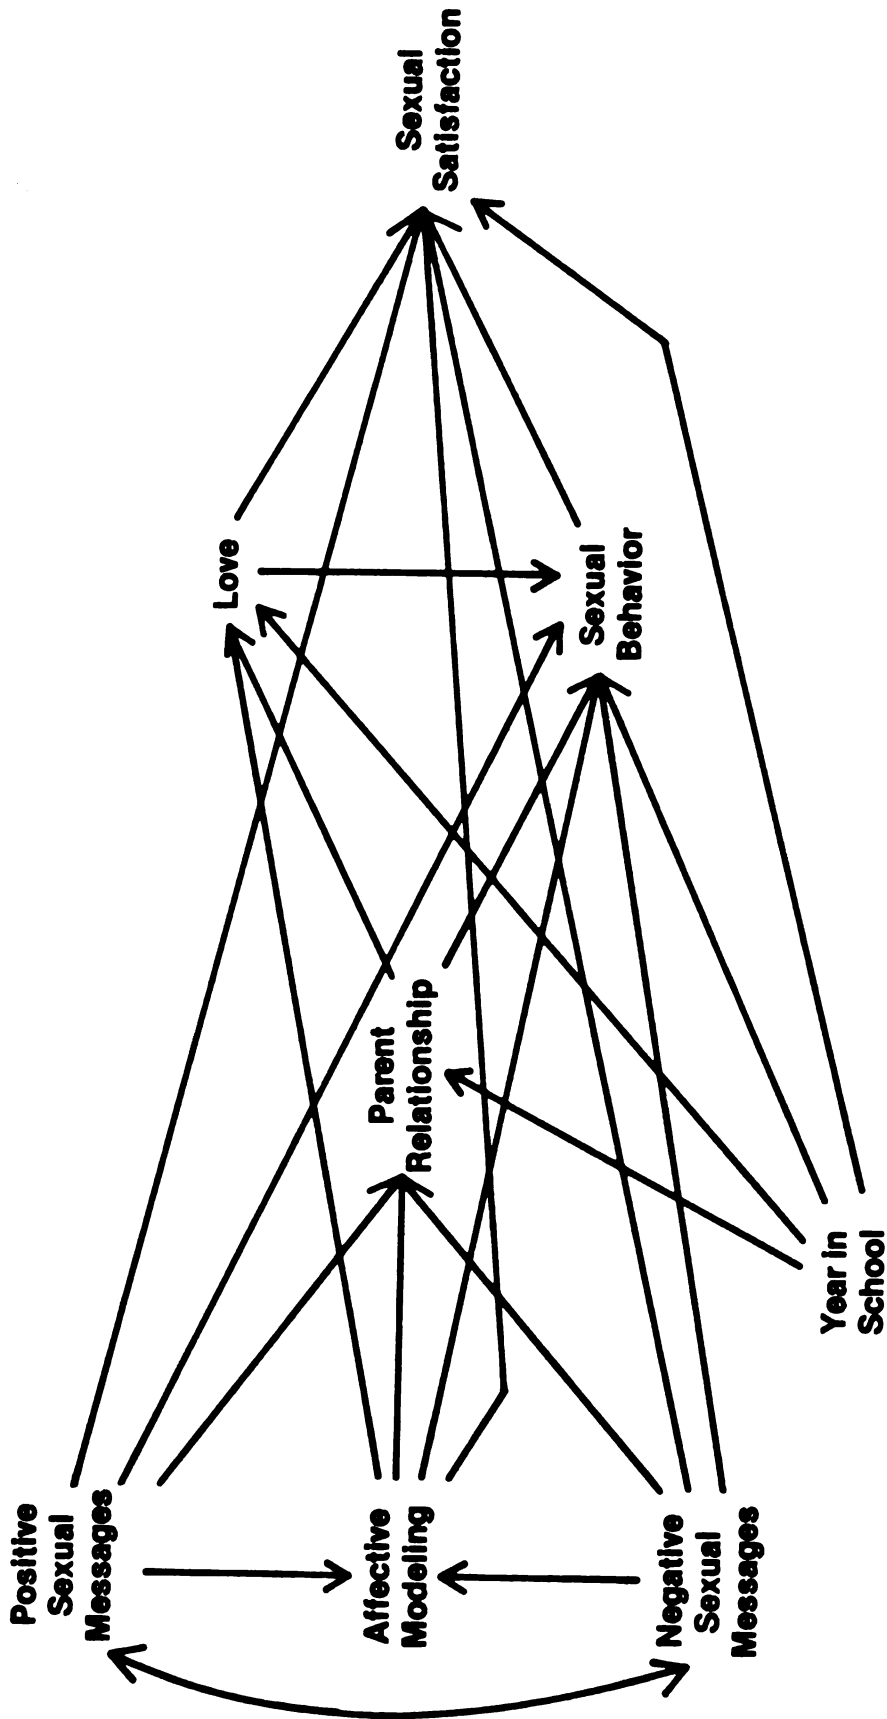 Positive
Sexual
Messages
Affective
Modeling
Negative
Sexual
Messages
Year in
School
Parent
Relationship
Love
Sexual
Behavior
Sexual
Satisfaction